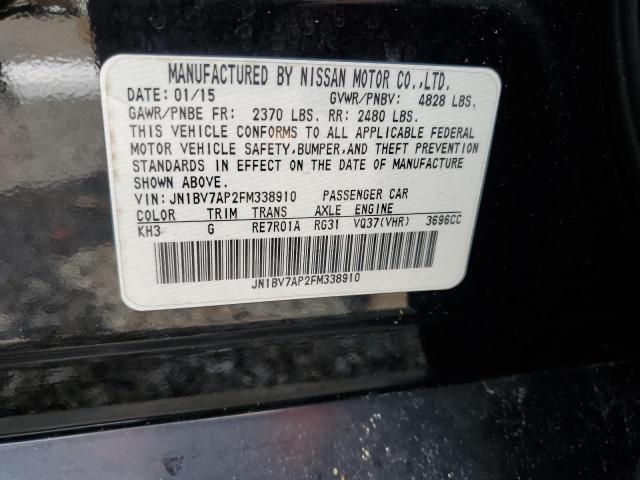 MANUFACTURED BY NISSAN MOTOR CO.,LTD.
DATE: 01/15 GVWR/PNBV: 4828 LBS.
GAWR/PNBE FR: 2370 LBS. RR: 2480 LBS.
THIS VEHICLE CONFORMS TO ALL APPLICABLE FEDERAL
MOTOR VEHICLE SAFETY,BUMPER,AND THEFT PREVENTION
STANDARDS IN EFFECT ON THE DATE OF MANUFACTURE
SHOWN ABOVE.
VIN: JN1BV7AP2FM338910 PASSENGER CAR
COLOR TRIM TRANS AXLE ENGINE
KH3 G RE7R01A RG31 VQ37(VHR) 3696CC
JN1BV7AP2FM338910